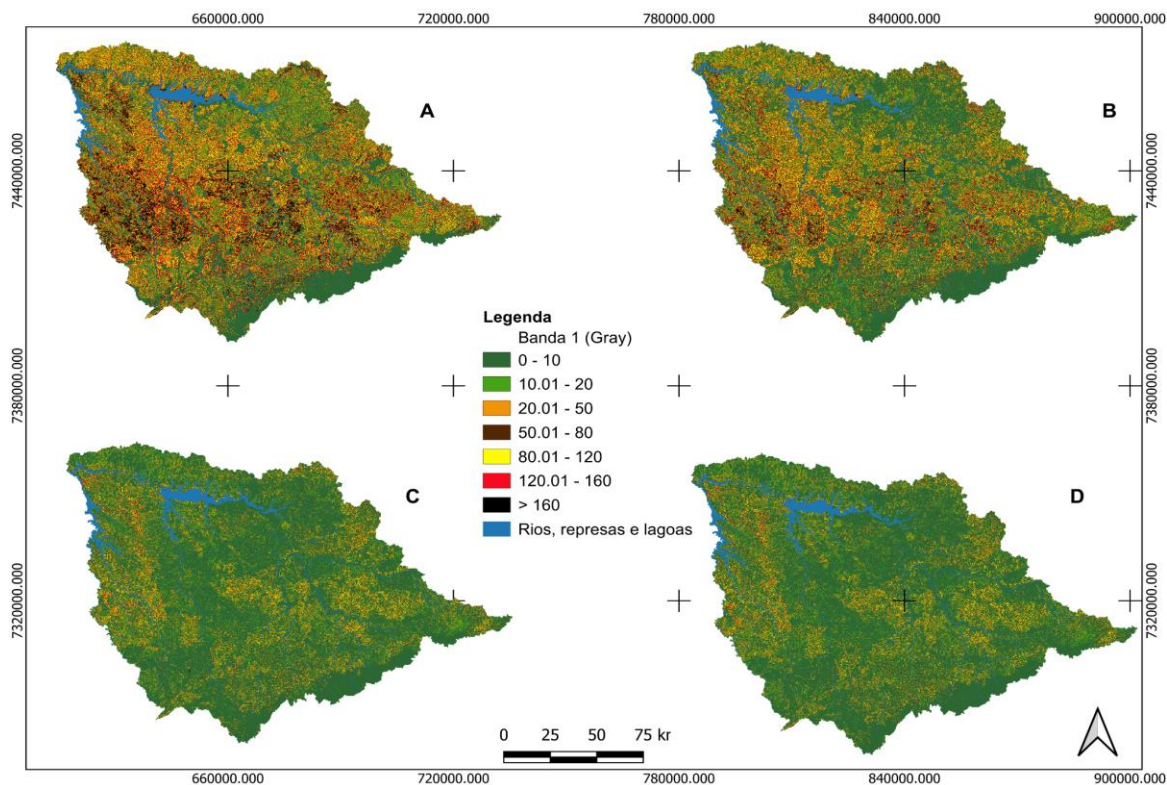 660000.000 720000.000 780000.000 840000.000 900000.000
A
B
7440000.000
7440000.000
Legenda
Banda 1 (Gray)
0 - 10
10.01 - 20
20.01 - 50
50.01 - 80
80.01 - 120
120.01 - 160
> 160
Rios, represas e lagoas
7380000.000
7380000.000
C
D
7320000.000
7320000.000
0 25 50 75 kr
660000.000 720000.000 780000.000 840000.000 900000.000